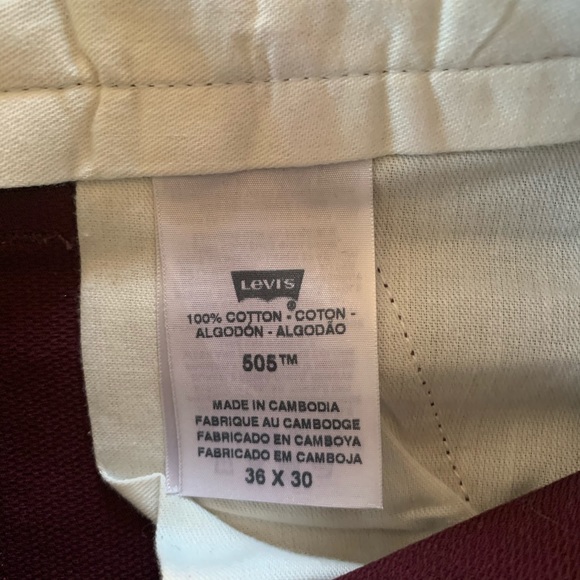 Levi's
®
100% COTTON - COTON -
ALGODÓN - ALGODÃO
505™
MADE IN CAMBODIA
FABRIQUE AU CAMBODGE
FABRICADO EN CAMBOYA
FABRICADO EM CAMBOJA
36 X 30